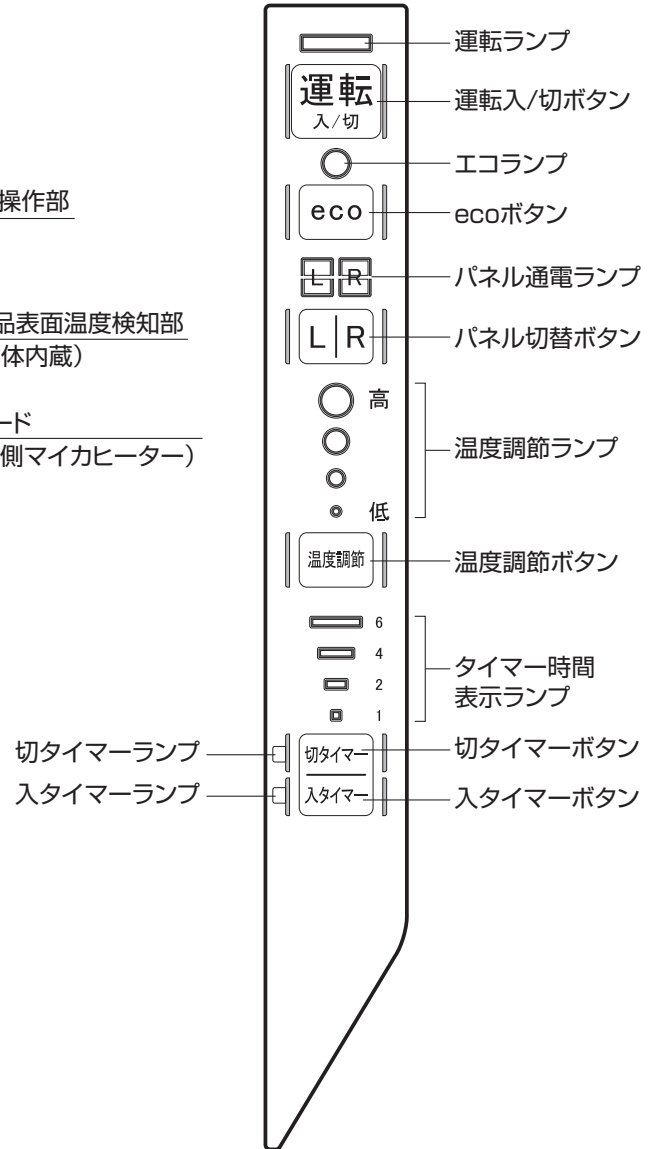 運転ランプ
運転
入/切
運転入/切ボタン
エコランプ
操作部
eco
ecoボタン
L R
パネル通電ランプ
品表面温度検知部
体内蔵）
L|R
パネル切替ボタン
高
ード
側マイカヒーター）
温度調節ランプ
低
温度調節
温度調節ボタン
6
4
2
1
タイマー時間
表示ランプ
切タイマーランプ
切タイマー
切タイマーボタン
入タイマーランプ
入タイマー
入タイマーボタン